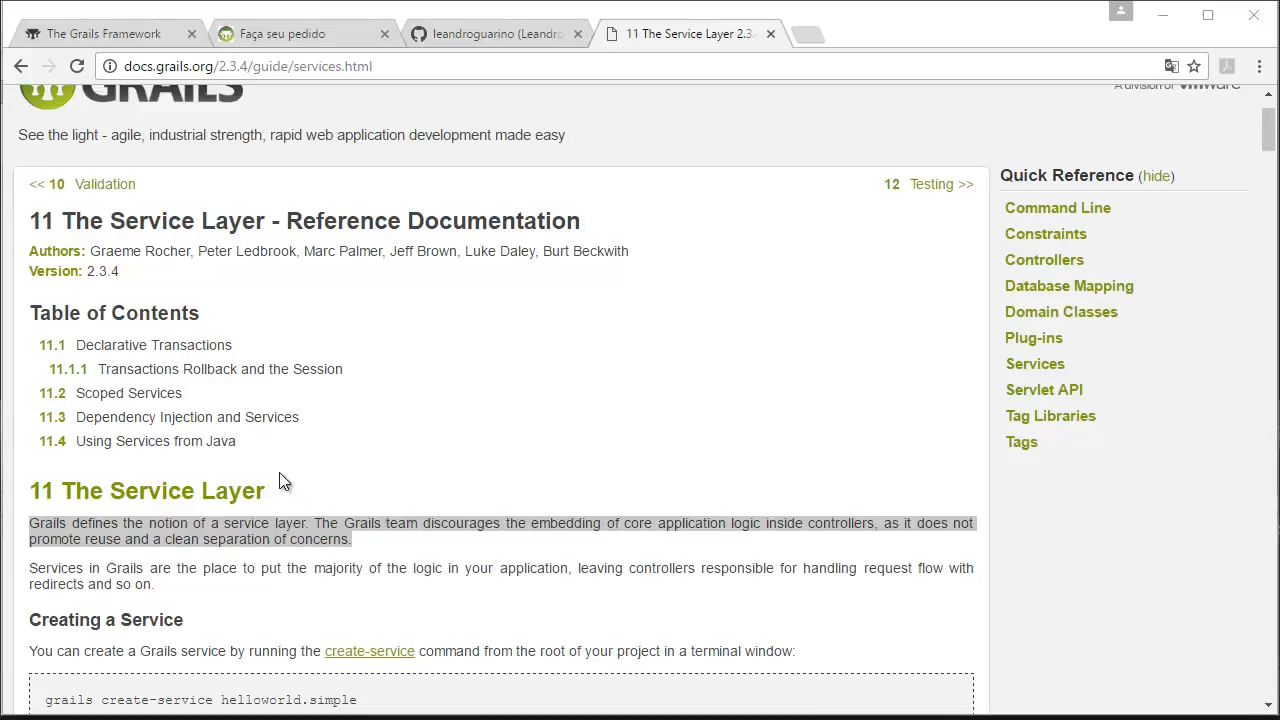 The Grails Framework
Faça seu pedido
leandroguarino (Leandro
11 The Service Layer 2.3.
docs.grails.org/2.3.4/guide/services.html
GRAILS
A division of vmware
See the light - agile, industrial strength, rapid web application development made easy
<< 10 Validation
12 Testing >>
11 The Service Layer - Reference Documentation
Authors: Graeme Rocher, Peter Ledbrook, Marc Palmer, Jeff Brown, Luke Daley, Burt Beckwith
Version: 2.3.4
Table of Contents
11.1 Declarative Transactions
11.1.1 Transactions Rollback and the Session
11.2 Scoped Services
11.3 Dependency Injection and Services
11.4 Using Services from Java
11 The Service Layer
Grails defines the notion of a service layer. The Grails team discourages the embedding of core application logic inside controllers, as it does not
promote reuse and a clean separation of concerns.
Services in Grails are the place to put the majority of the logic in your application, leaving controllers responsible for handling request flow with
redirects and so on.
Creating a Service
You can create a Grails service by running the create-service command from the root of your project in a terminal window:
grails create-service helloworld.simple
Quick Reference (hide)
Command Line
Constraints
Controllers
Database Mapping
Domain Classes
Plug-ins
Services
Servlet API
Tag Libraries
Tags